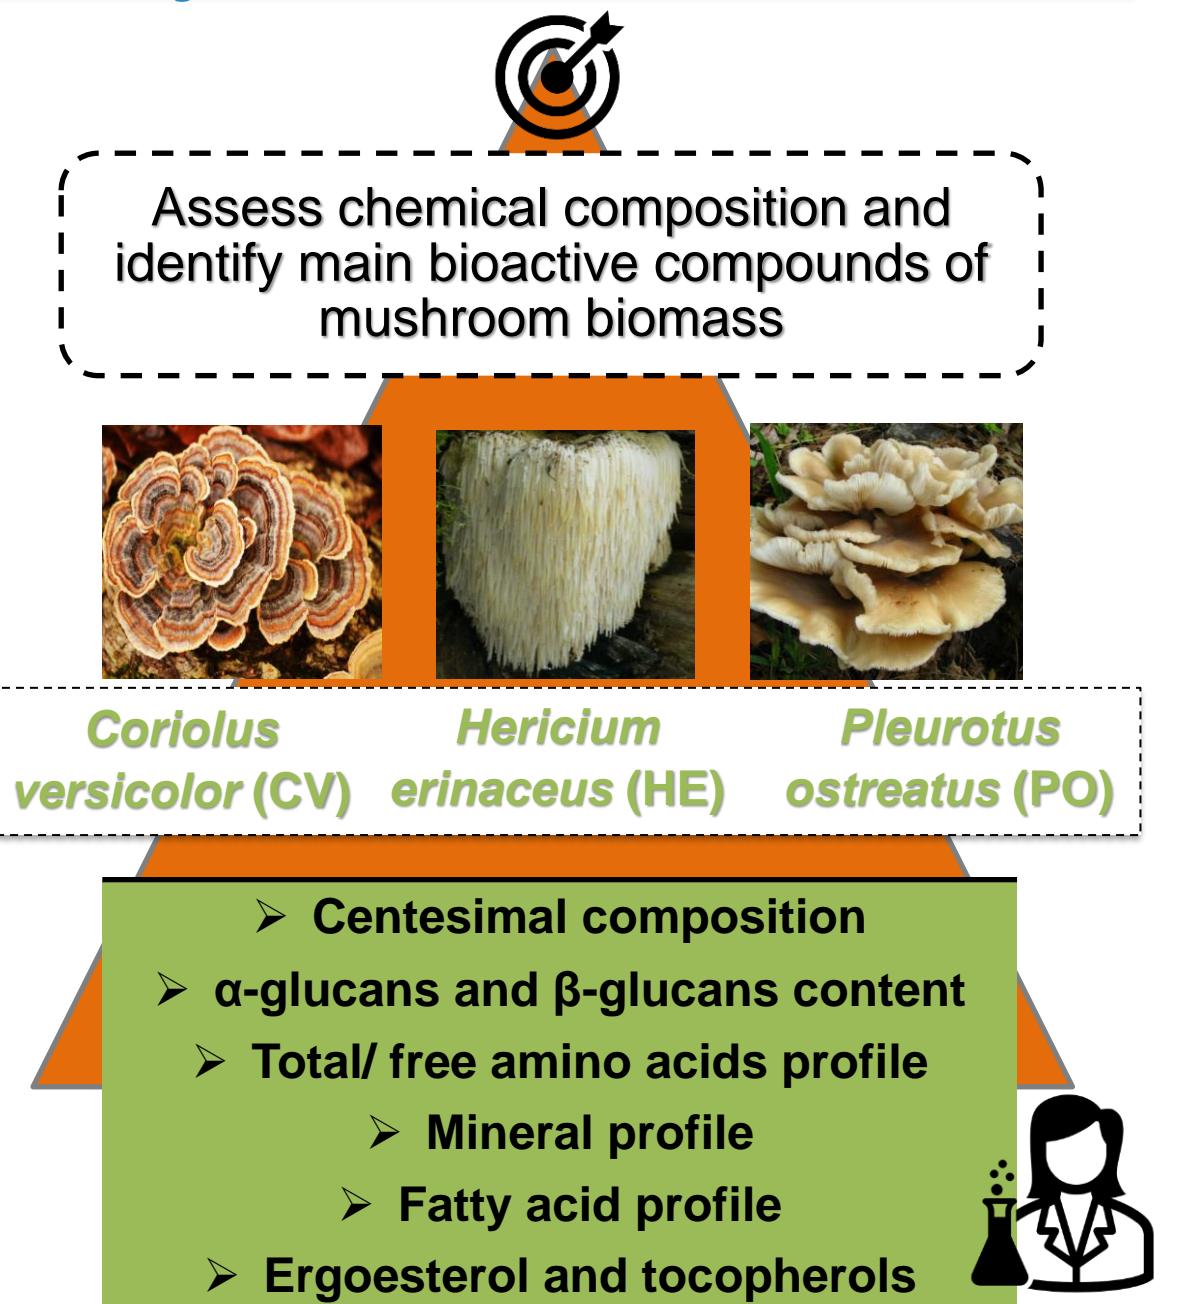 Assess chemical composition and
identify main bioactive compounds of
mushroom biomass
Coriolus
versicolor (CV)
Hericium
erinaceus (HE)
Pleurotus
ostreatus (PO)
➢ Centesimal composition
➢ α-glucans and β-glucans content
➢ Total/ free amino acids profile
➢ Mineral profile
➢ Fatty acid profile
➢ Ergoesterol and tocopherols